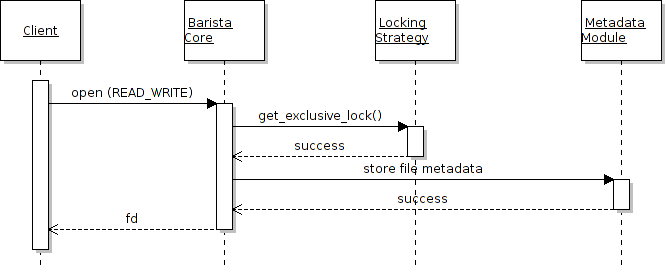 Client
Barista
Core
Locking
Strategy
Metadata
Module
open (READ_WRITE)
get_exclusive_lock()
success
store file metadata
success
fd